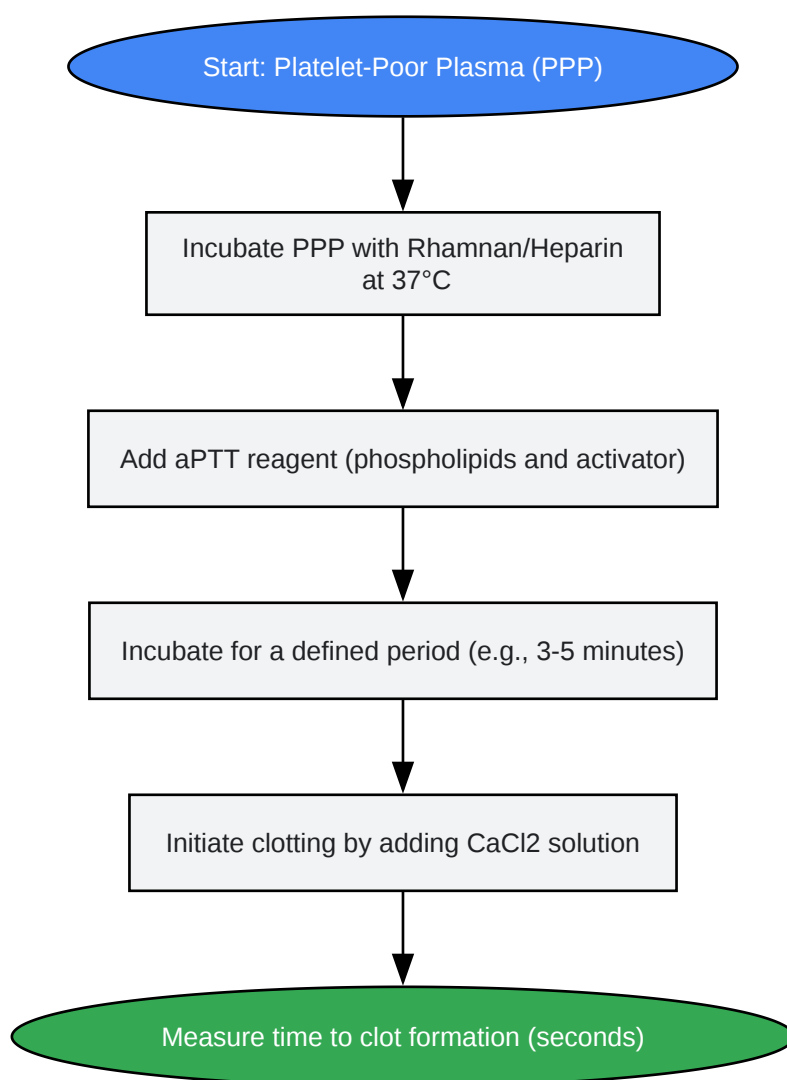 Start: Platelet-Poor Plasma (PPP)
Incubate PPP with Rhamnan/Heparin
at 37°C
Add aPTT reagent (phospholipids and activator)
Incubate for a defined period (e.g., 3-5 minutes)
Initiate clotting by adding CaCl2 solution
Measure time to clot formation (seconds)